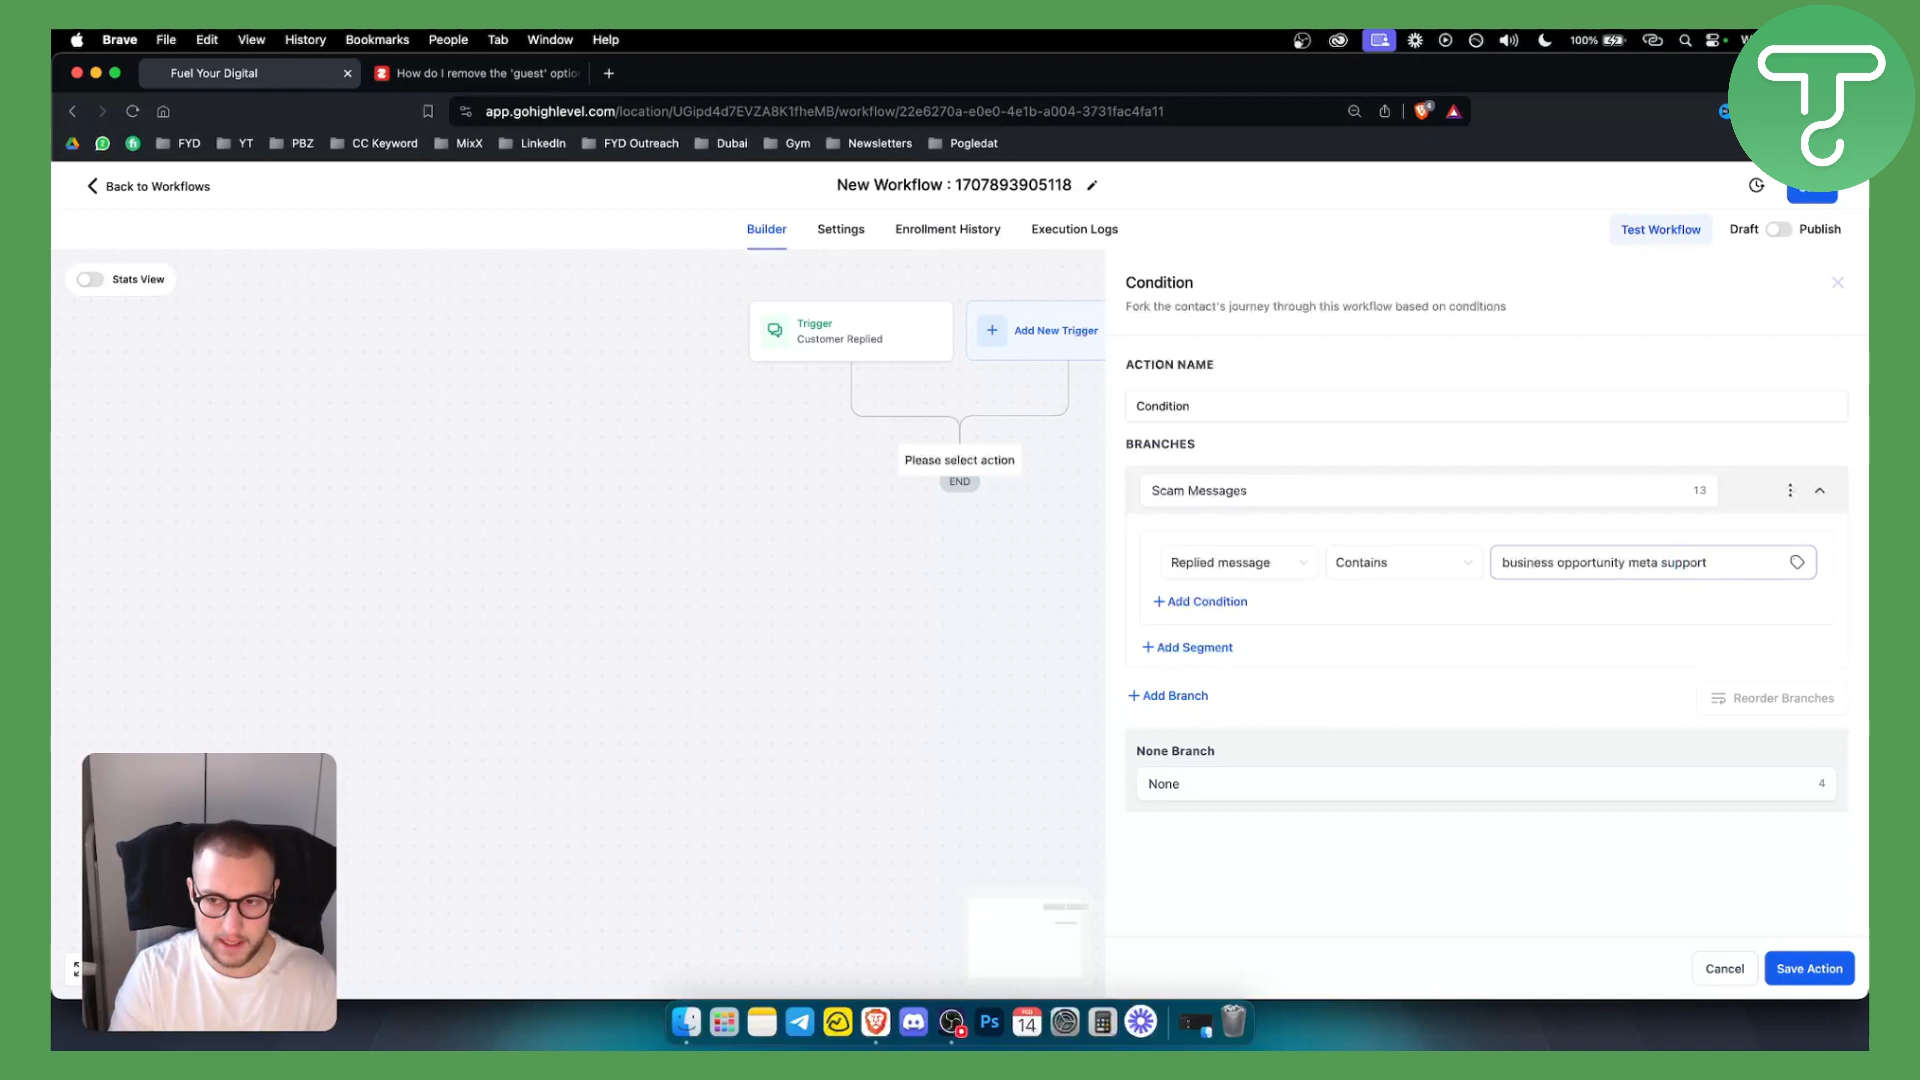 Brave File Edit View History Bookmarks People Tab Window Help 100%
Fuel Your Digital How do I remove the 'guest' optio
app.gohighlevel.com/location/UGipd4d7EVZA8K1fheMB/workflow/22e6270a-e0e0-4e1b-a004-3731fac4fa11 4
FYD YT PBZ CC Keyword MixX LinkedIn FYD Outreach Dubai Gym Newsletters Pogledat
Back to Workflows New Workflow : 1707893905118
Builder Settings Enrollment History Execution Logs Test Workflow Draft Publish
Stats View
Trigger
Customer Replied
Add New Trigger
Please select action
END
Condition
Fork the contact's journey through this workflow based on conditions
ACTION NAME
Condition
BRANCHES
Scam Messages 13
Replied message Contains business opportunity meta support
Add Condition
Add Segment
Add Branch Reorder Branches
None Branch
None 4
Cancel Save Action
Ps 14